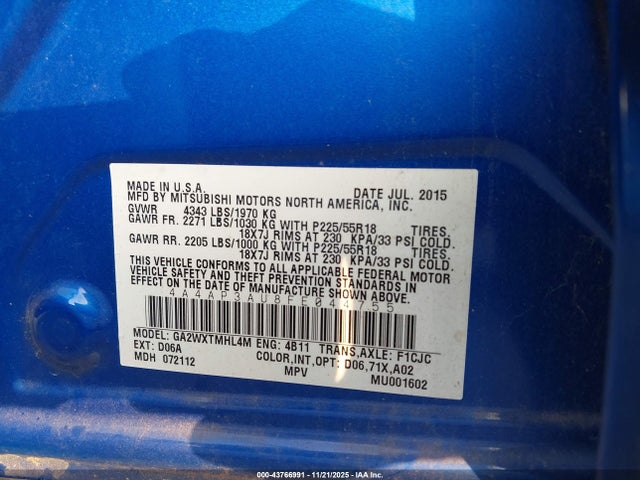 MADE IN U.S.A. DATE JUL. 2015
MFD BY MITSUBISHI MOTORS NORTH AMERICA, INC.
GVWR 4343 LBS/1970 KG
GAWR FR. 2271 LBS/1030 KG WITH P225/55R18 TIRES.
18X7J RIMS AT 230 KPA/33 PSI COLD.
GAWR RR. 2205 LBS/1000 KG WITH P225/55R18 TIRES.
18X7J RIMS AT 230 KPA/33 PSI COLD.
THIS VEHICLE CONFORMS TO ALL APPLICABLE FEDERAL MOTOR
VEHICLE SAFETY AND THEFT PREVENTION STANDARDS IN
EFFECT ON THE DATE OF MANUFACTURE SHOWN ABOVE.
4A4AP3AU8FE044755
MODEL: GA2WXTMHL4M ENG: 4B11 TRANS,AXLE: F1CJC
EXT: D06A COLOR,INT,OPT: D06,71X,A02
MDH 072112 MPV MU001602
000-43766991 - 11/21/2025 - IAA Inc.